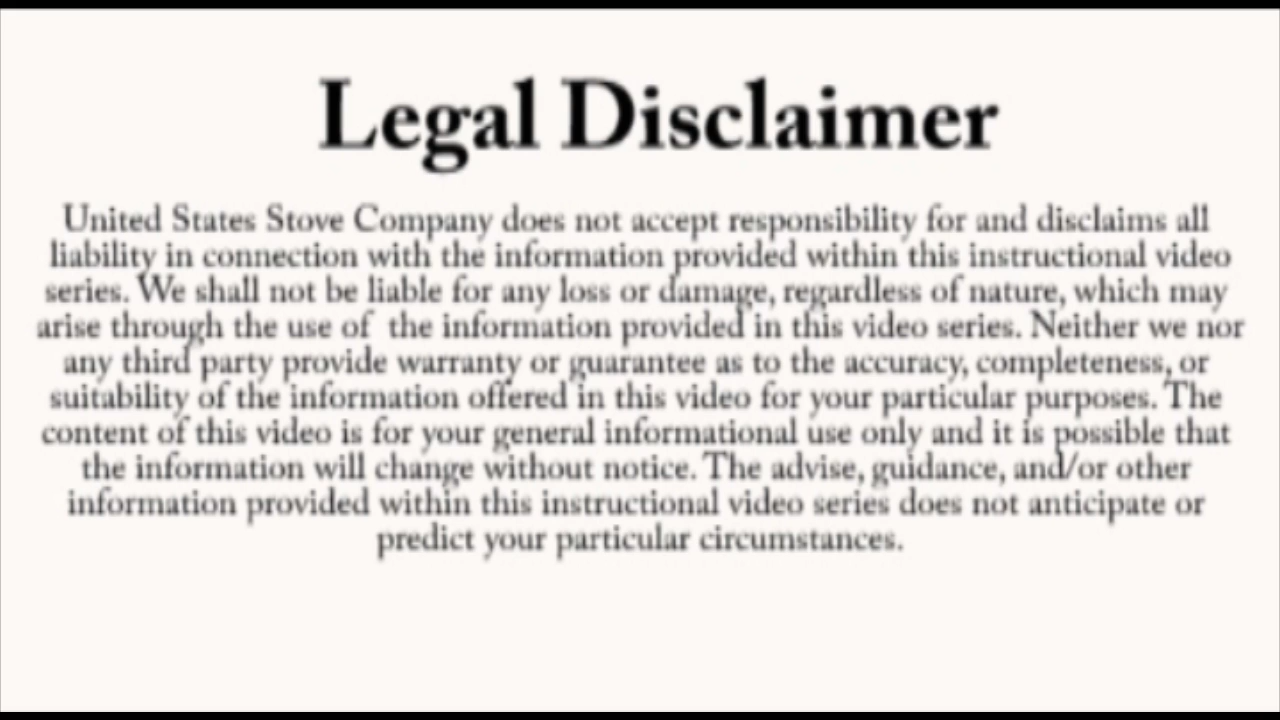 Legal Disclaimer
United States Stove Company does not accept responsibility for and disclaims all
liability in connection with the information provided within this instructional video
series. We shall not be liable for any loss or damage, regardless of nature, which may
arise through the use of the information provided in this video series. Neither we nor
any third party provide warranty or guarantee as to the accuracy, completeness, or
suitability of the information offered in this video for your particular purposes. The
content of this video is for your general informational use only and it is possible that
the information will change without notice. The advise, guidance, and/or other
information provided within this instructional video series does not anticipate or
predict your particular circumstances.